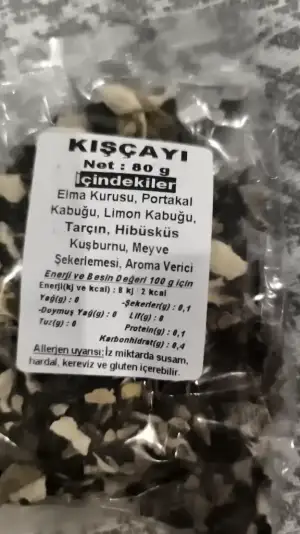 KIŞÇAYI
Net : 80 g
İçindekiler
Elma Kurusu, Portakal
Kabuğu, Limon Kabuğu,
Tarçın, Hibüsküs
Kuşburnu, Meyve
Şekerlemesi, Aroma Verici
Enerji ve Besin Değeri 100 g için
Enerji(kj ve kcal) : 8 kj / 2 kcal
Yağ(g) : 0 -Şekerler(g) : 0,1
-Doymuş Yağ(g) : 0 Lif(g) : 0
Tuz(g) : 0 Protein(g) : 0,1
Karbonhidrat(g) : 0,4
Allerjen uyarısı; İz miktarda susam,
hardal, kereviz ve gluten içerebilir.